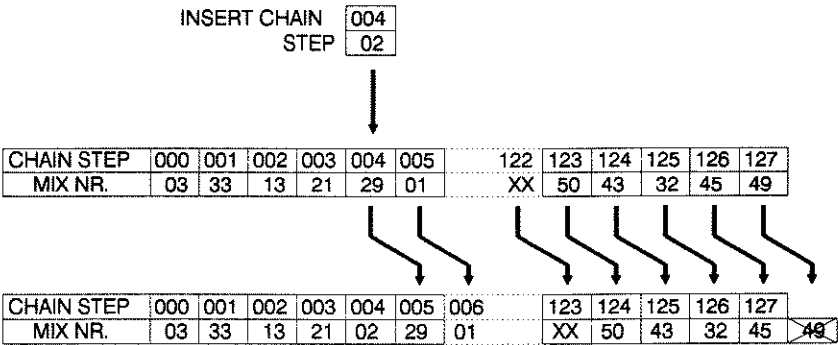 INSERT CHAIN 004
STEP 02
CHAIN STEP 000 001 002 003 004 005 122 123 124 125 126 127
MIX NR. 03 33 13 21 29 01 XX 50 43 32 45 49
CHAIN STEP 000 001 002 003 004 005 006 123 124 125 126 127
MIX NR. 03 33 13 21 02 29 01 XX 50 43 32 45 49